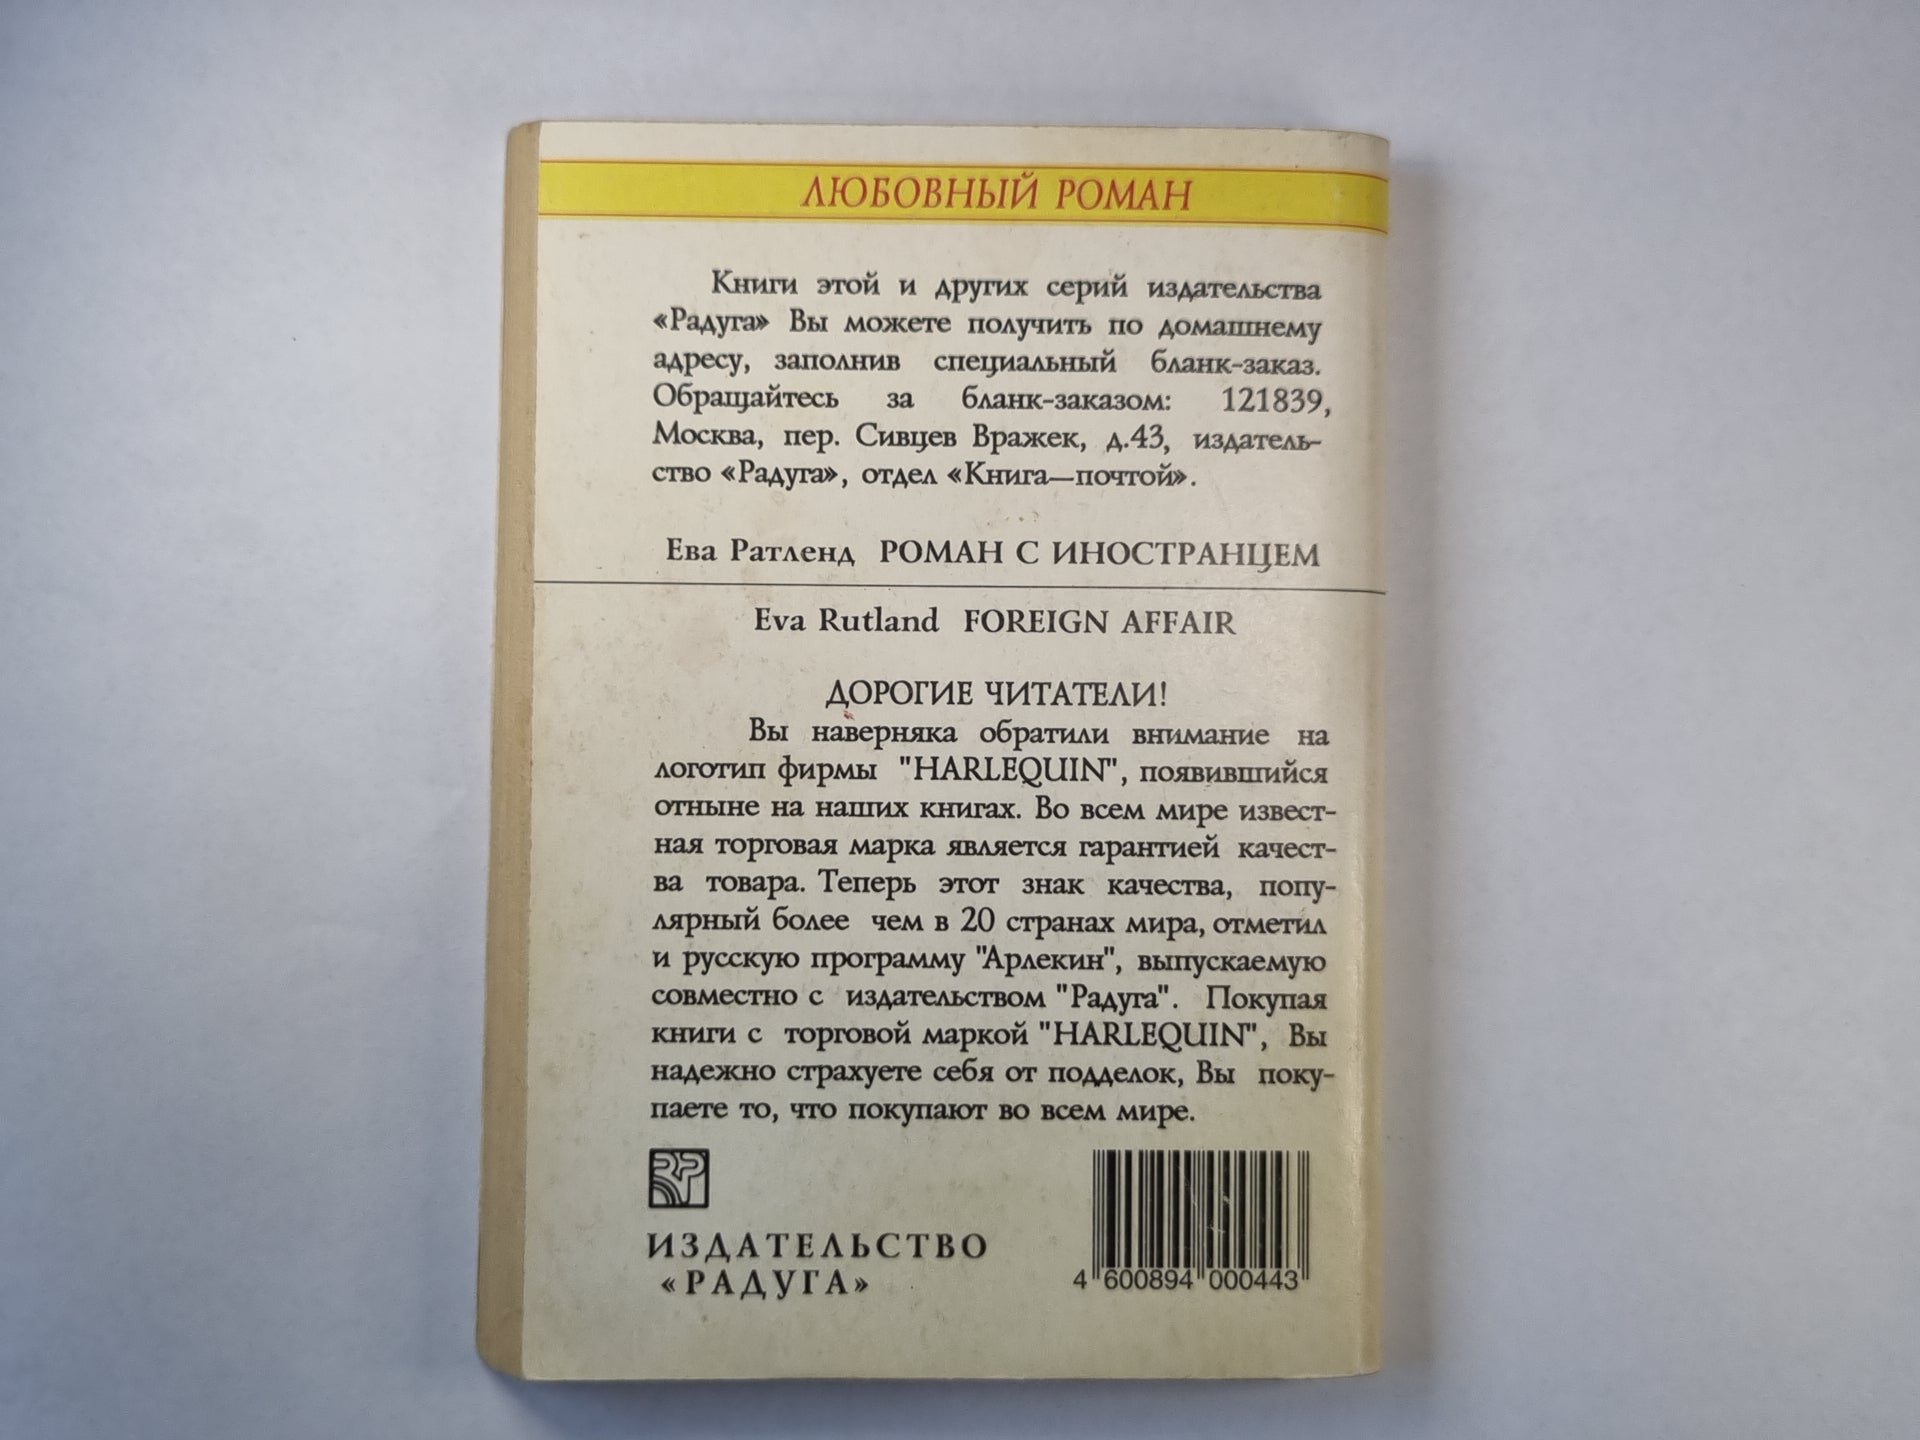 ЛЮБОВНЫЙ РОМАН
Книги этой и других серий издательства
«Радуга» Вы можете получить по домашнему
адресу, заполнив специальный бланк-заказ.
Обращайтесь за бланк-заказом: 121839,
Москва, пер. Сивцев Вражек, д.43, издатель-
ство «Радуга», отдел «Книга—почтой».
Ева Ратленд РОМАН С ИНОСТРАНЦЕМ
Eva Rutland FOREIGN AFFAIR
ДОРОГИЕ ЧИТАТЕЛИ!
Вы наверняка обратили внимание на
логотип фирмы "HARLEQUIN", появившийся
отныне на наших книгах. Во всем мире извест-
ная торговая марка является гарантией качест-
ва товара. Теперь этот знак качества, попу-
лярный более чем в 20 странах мира, отметил
и русскую программу "Арлекин", выпускаемую
совместно с издательством "Радуга". Покупая
книги с торговой маркой "HARLEQUIN", Вы
надежно страхуете себя от подделок, Вы поку-
паете то, что покупают во всем мире.
ИЗДАТЕЛЬСТВО
«РАДУГА»
4 600894 000443